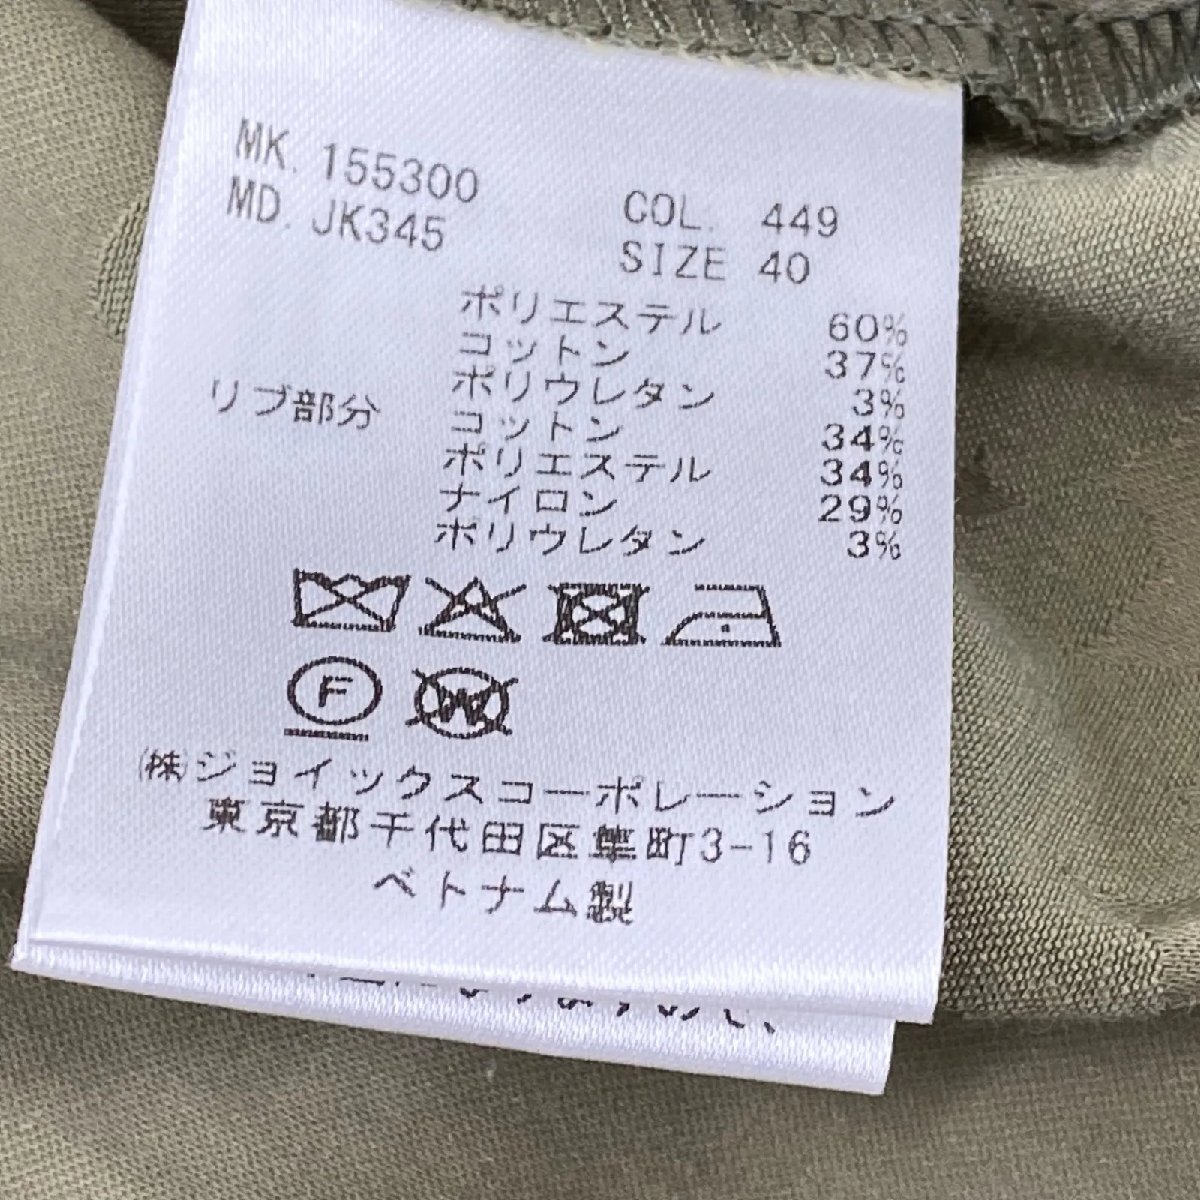 MK. 155300
MD. JK345
COL. 449
SIZE 40
ポリエステル 60%
コットン 37%
ポリウレタン 3%
リブ部分 コットン 34%
ポリエステル 34%
ナイロン 29%
ポリウレタン 3%
F
W
㈱ジョイックスコーポレーション
東京都千代田区隼町3-16
ベトナム製